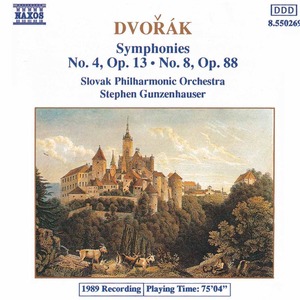 NAXOS
DDD
8.550269
DVOŘÁK
Symphonies
No. 4, Op. 13 • No. 8, Op. 88
Slovak Philharmonic Orchestra
Stephen Gunzenhauser
1989 Recording
Playing Time: 75'04"